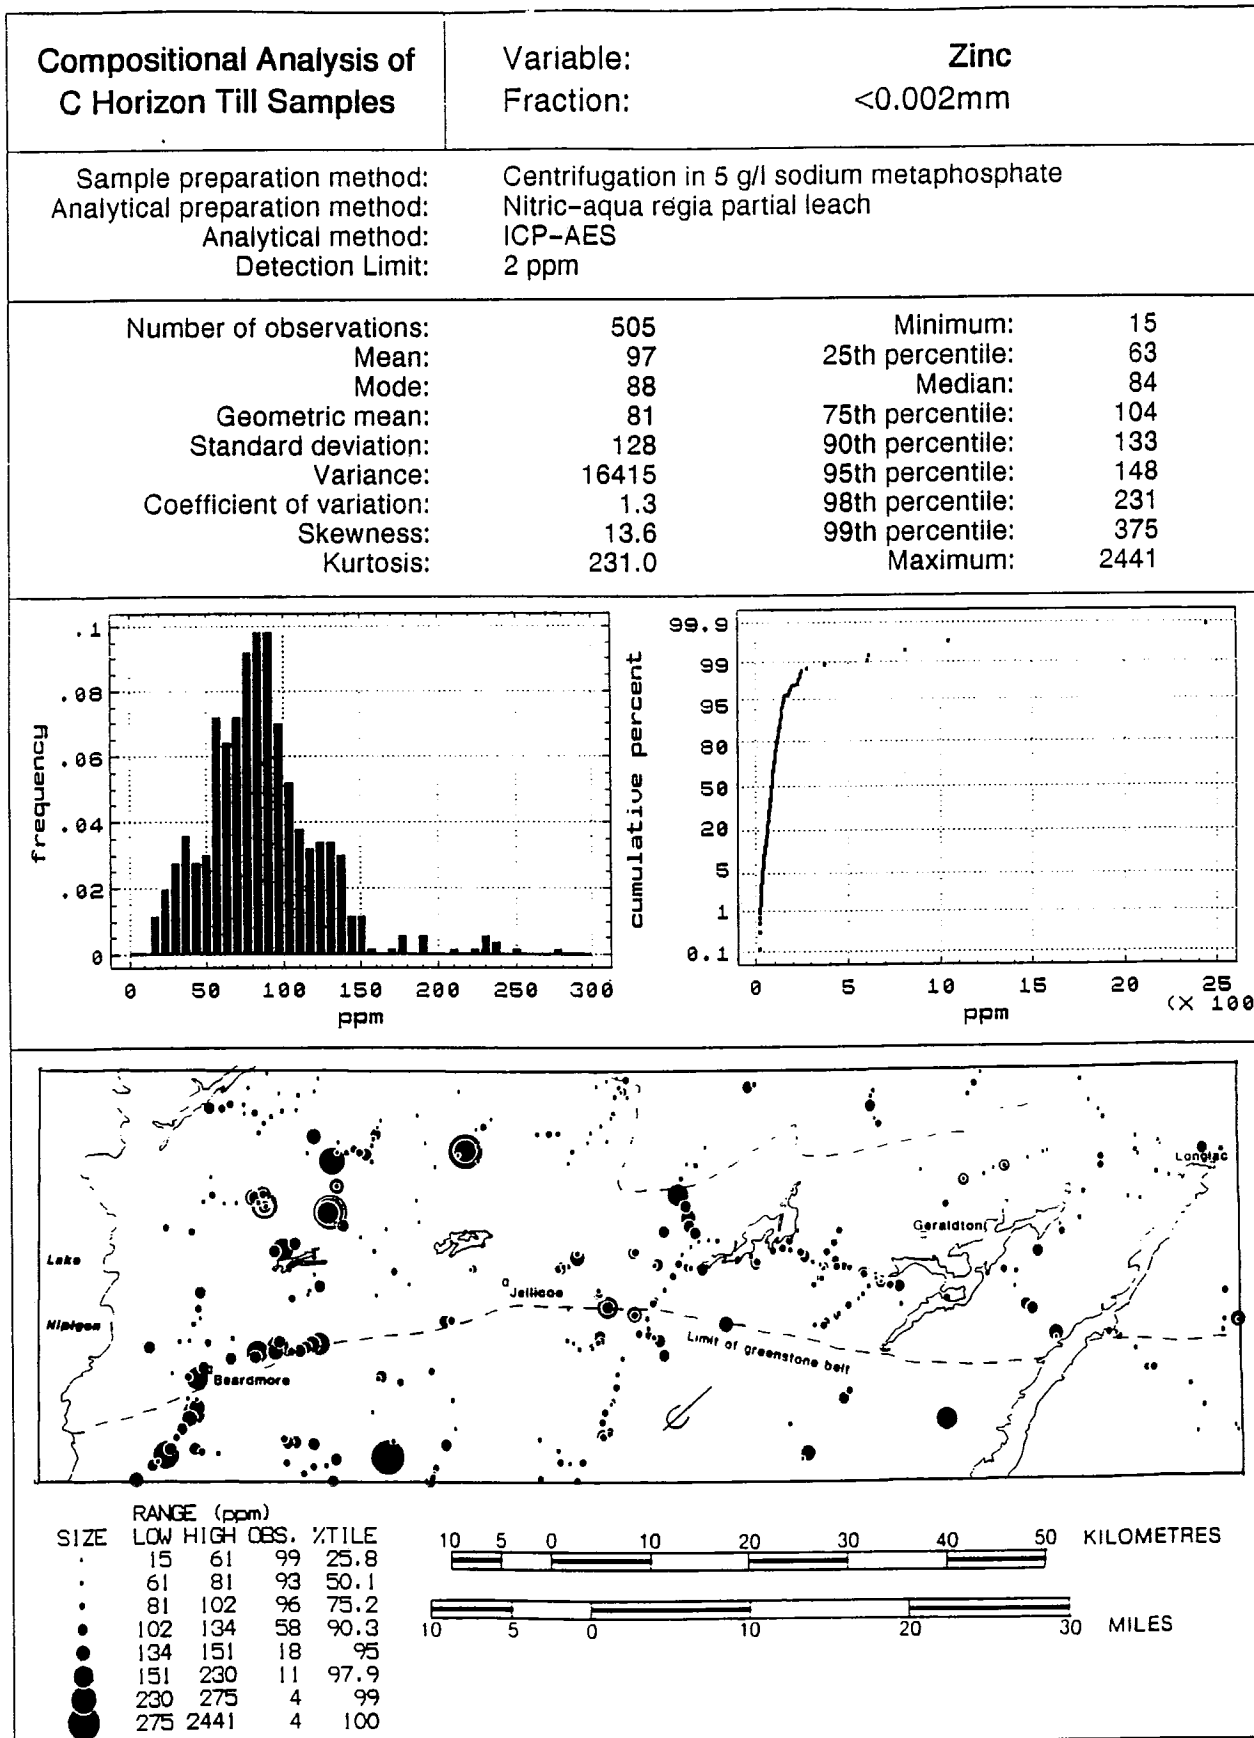 Compositional Analysis of
C Horizon Till Samples
Variable: Zinc
Fraction: <0.002mm
Sample preparation method: Centrifugation in 5 g/l sodium metaphosphate
Analytical preparation method: Nitric-aqua regia partial leach
Analytical method: ICP-AES
Detection Limit: 2 ppm
Number of observations: 505 Minimum: 15
Mean: 97 25th percentile: 63
Mode: 88 Median: 84
Geometric mean: 81 75th percentile: 104
Standard deviation: 128 90th percentile: 133
Variance: 16415 95th percentile: 148
Coefficient of variation: 1.3 98th percentile: 231
Skewness: 13.6 99th percentile: 375
Kurtosis: 231.0 Maximum: 2441
frequency
.1
.08
.06
.04
.02
0
0 50 100 150 200 250 300
ppm
cumulative percent
99.9
99
95
80
50
20
5
1
0.1
0 5 10 15 20 25
ppm (X 100
Longlac
Geraldton
Lake
Nipigon
Jellicoe
Limit of greenstone belt
Beardmore
RANGE (ppm)
SIZE LOW HIGH OBS. %TILE
15 61 99 25.8
61 81 93 50.1
81 102 96 75.2
102 134 58 90.3
134 151 18 95
151 230 11 97.9
230 275 4 99
275 2441 4 100
10 5 0 10 20 30 40 50 KILOMETRES
10 5 0 10 20 30 MILES